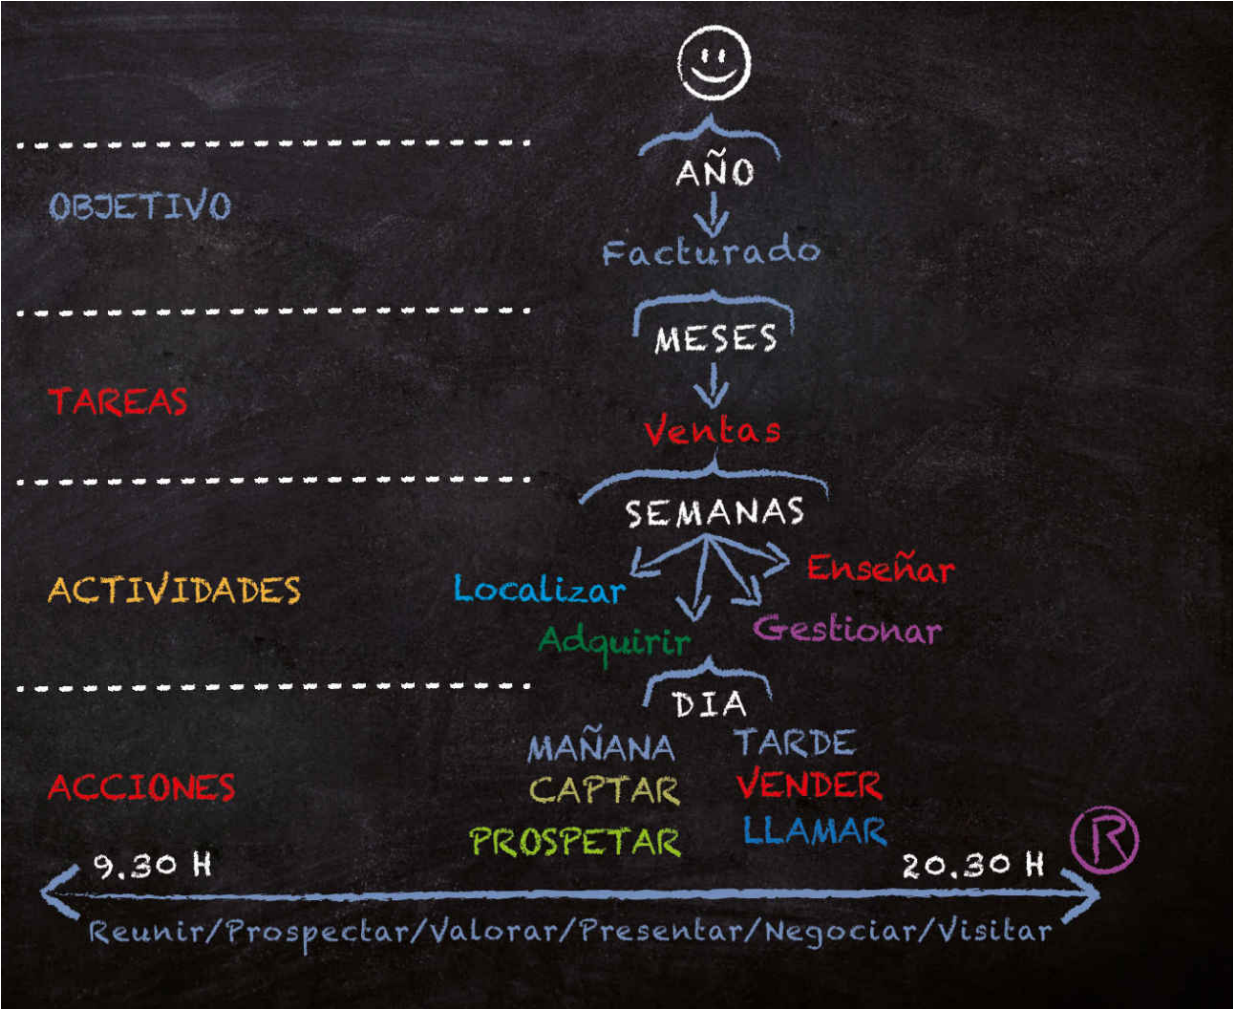 AÑO
OBJETIVO
Facturado
MESES
TAREAS
Ventas
SEMANAS
Enseñar
ACTIVIDADES
Localizar
Gestionar
Adquirir
DIA
MAÑANA TARDE
ACCIONES
CAPTAR VENDER
PROSPETAR LLAMAR
9.30 H 20.30 H R
Reunir/Prospectar/Valorar/Presentar/Negociar/Visitar